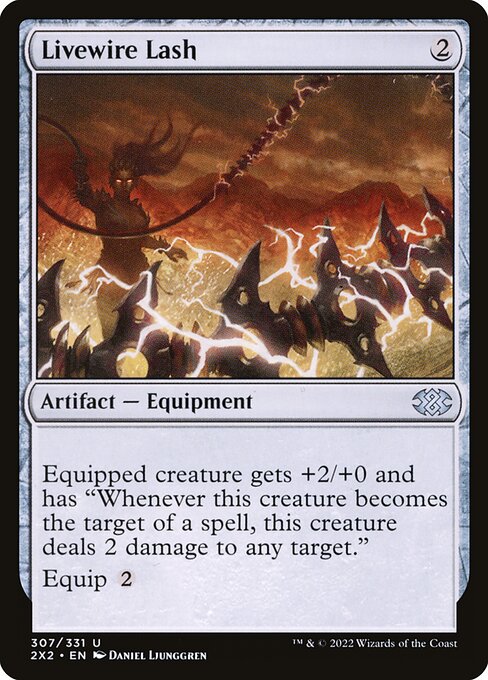 Livewire Lash 2
Artifact — Equipment
Equipped creature gets +2/+0 and
has “Whenever this creature becomes
the target of a spell, this creature
deals 2 damage to any target.”
Equip 2
307/331 U
2X2 • EN Daniel Ljunggren
™ & © 2022 Wizards of the Coast